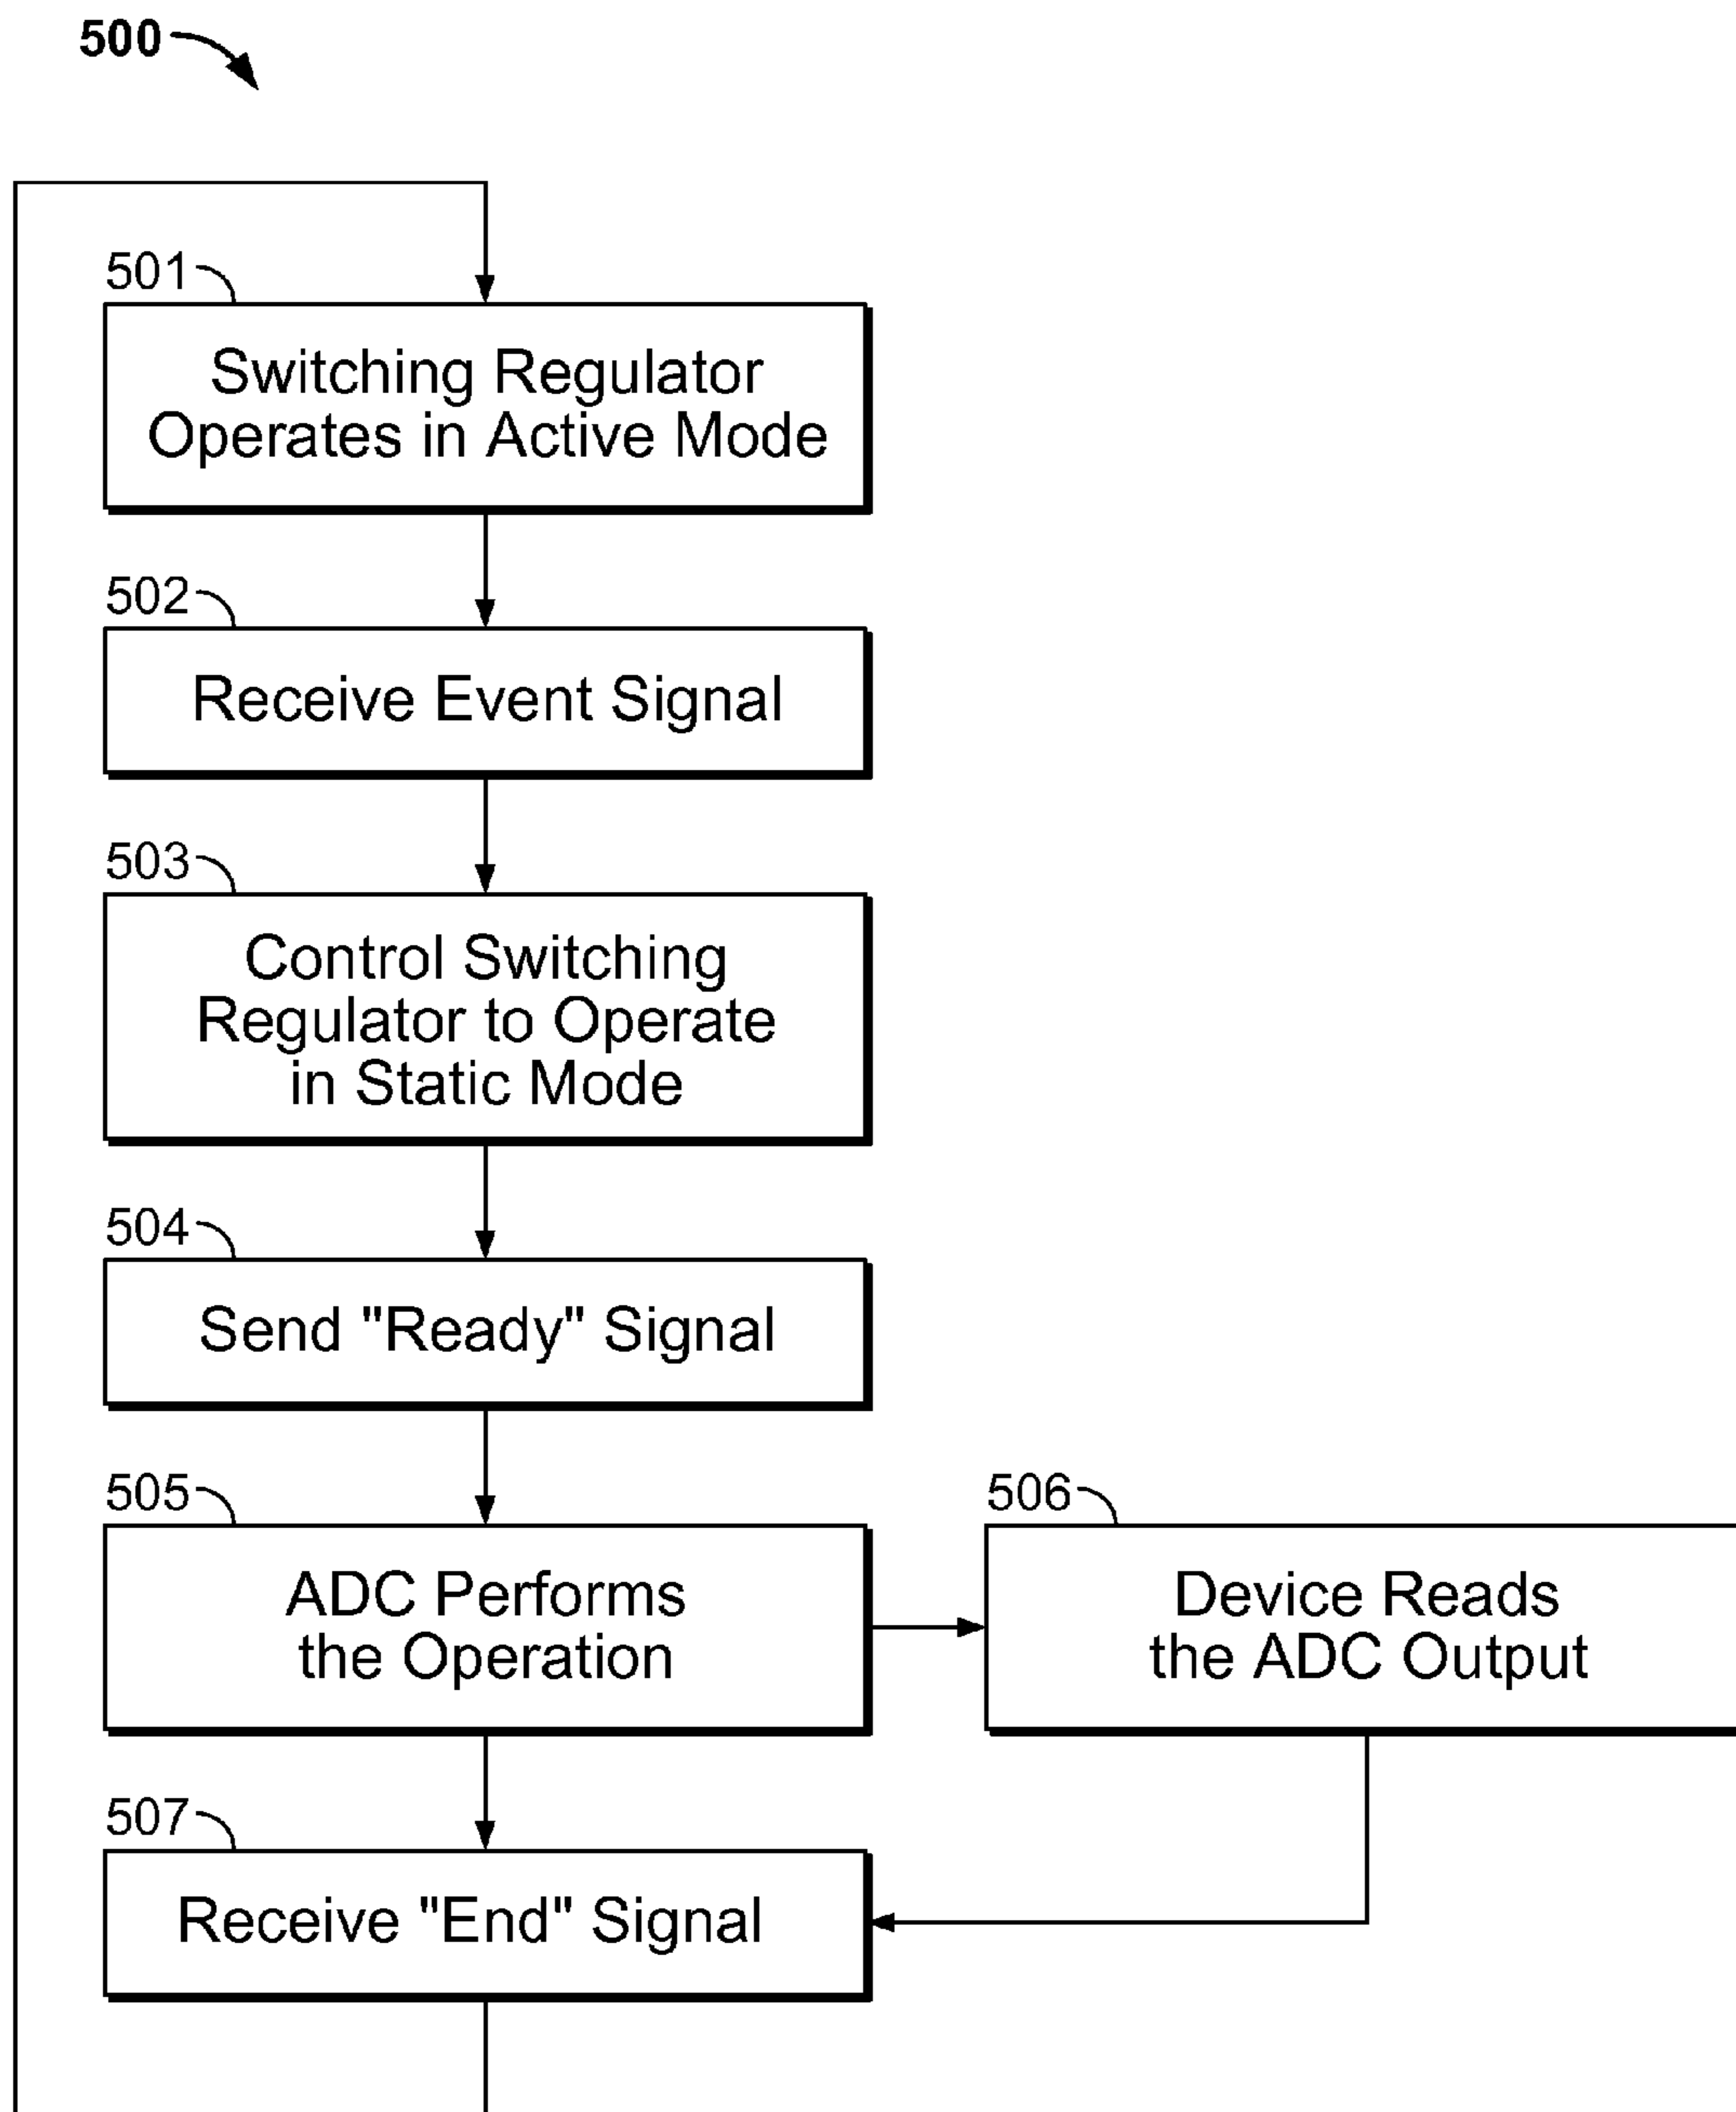 500
501
Switching Regulator
Operates in Active Mode
502
Receive Event Signal
503
Control Switching
Regulator to Operate
in Static Mode
504
Send "Ready" Signal
505
ADC Performs
the Operation
506
Device Reads
the ADC Output
507
Receive "End" Signal